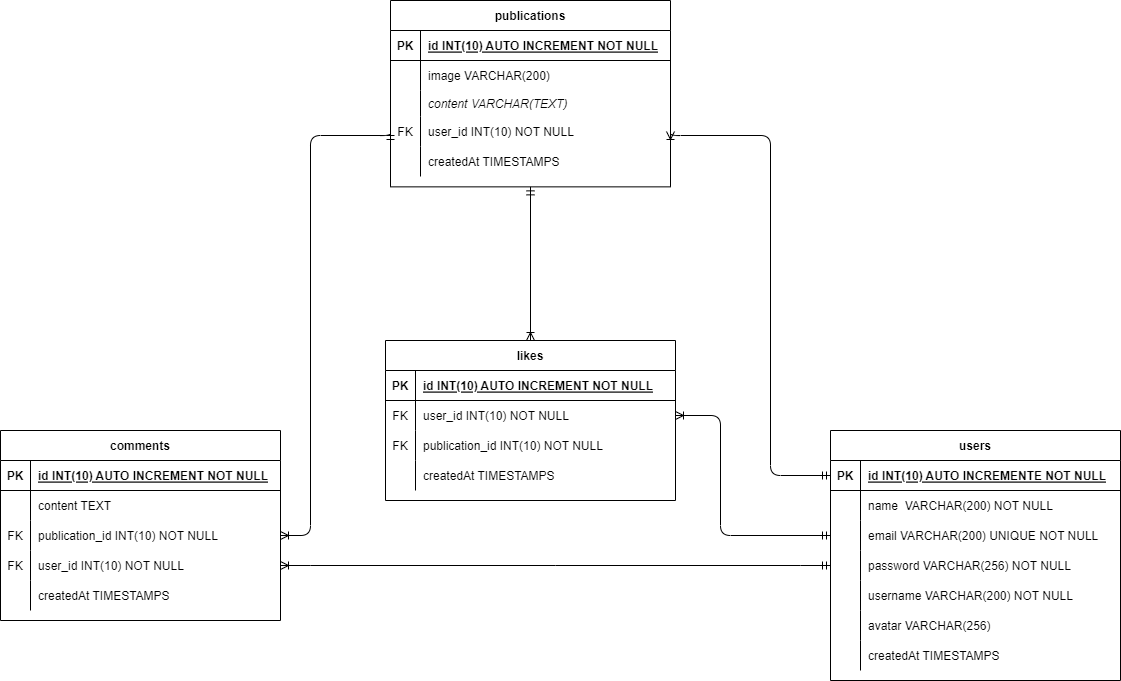 publications
PK id INT(10) AUTO INCREMENT NOT NULL
image VARCHAR(200)
content VARCHAR(TEXT)
FK user_id INT(10) NOT NULL
createdAt TIMESTAMPS
likes
PK id INT(10) AUTO INCREMENT NOT NULL
FK user_id INT(10) NOT NULL
FK publication_id INT(10) NOT NULL
createdAt TIMESTAMPS
comments
PK id INT(10) AUTO INCREMENT NOT NULL
content TEXT
FK publication_id INT(10) NOT NULL
FK user_id INT(10) NOT NULL
createdAt TIMESTAMPS
users
PK id INT(10) AUTO INCREMENTE NOT NULL
name VARCHAR(200) NOT NULL
email VARCHAR(200) UNIQUE NOT NULL
password VARCHAR(256) NOT NULL
username VARCHAR(200) NOT NULL
avatar VARCHAR(256)
createdAt TIMESTAMPS